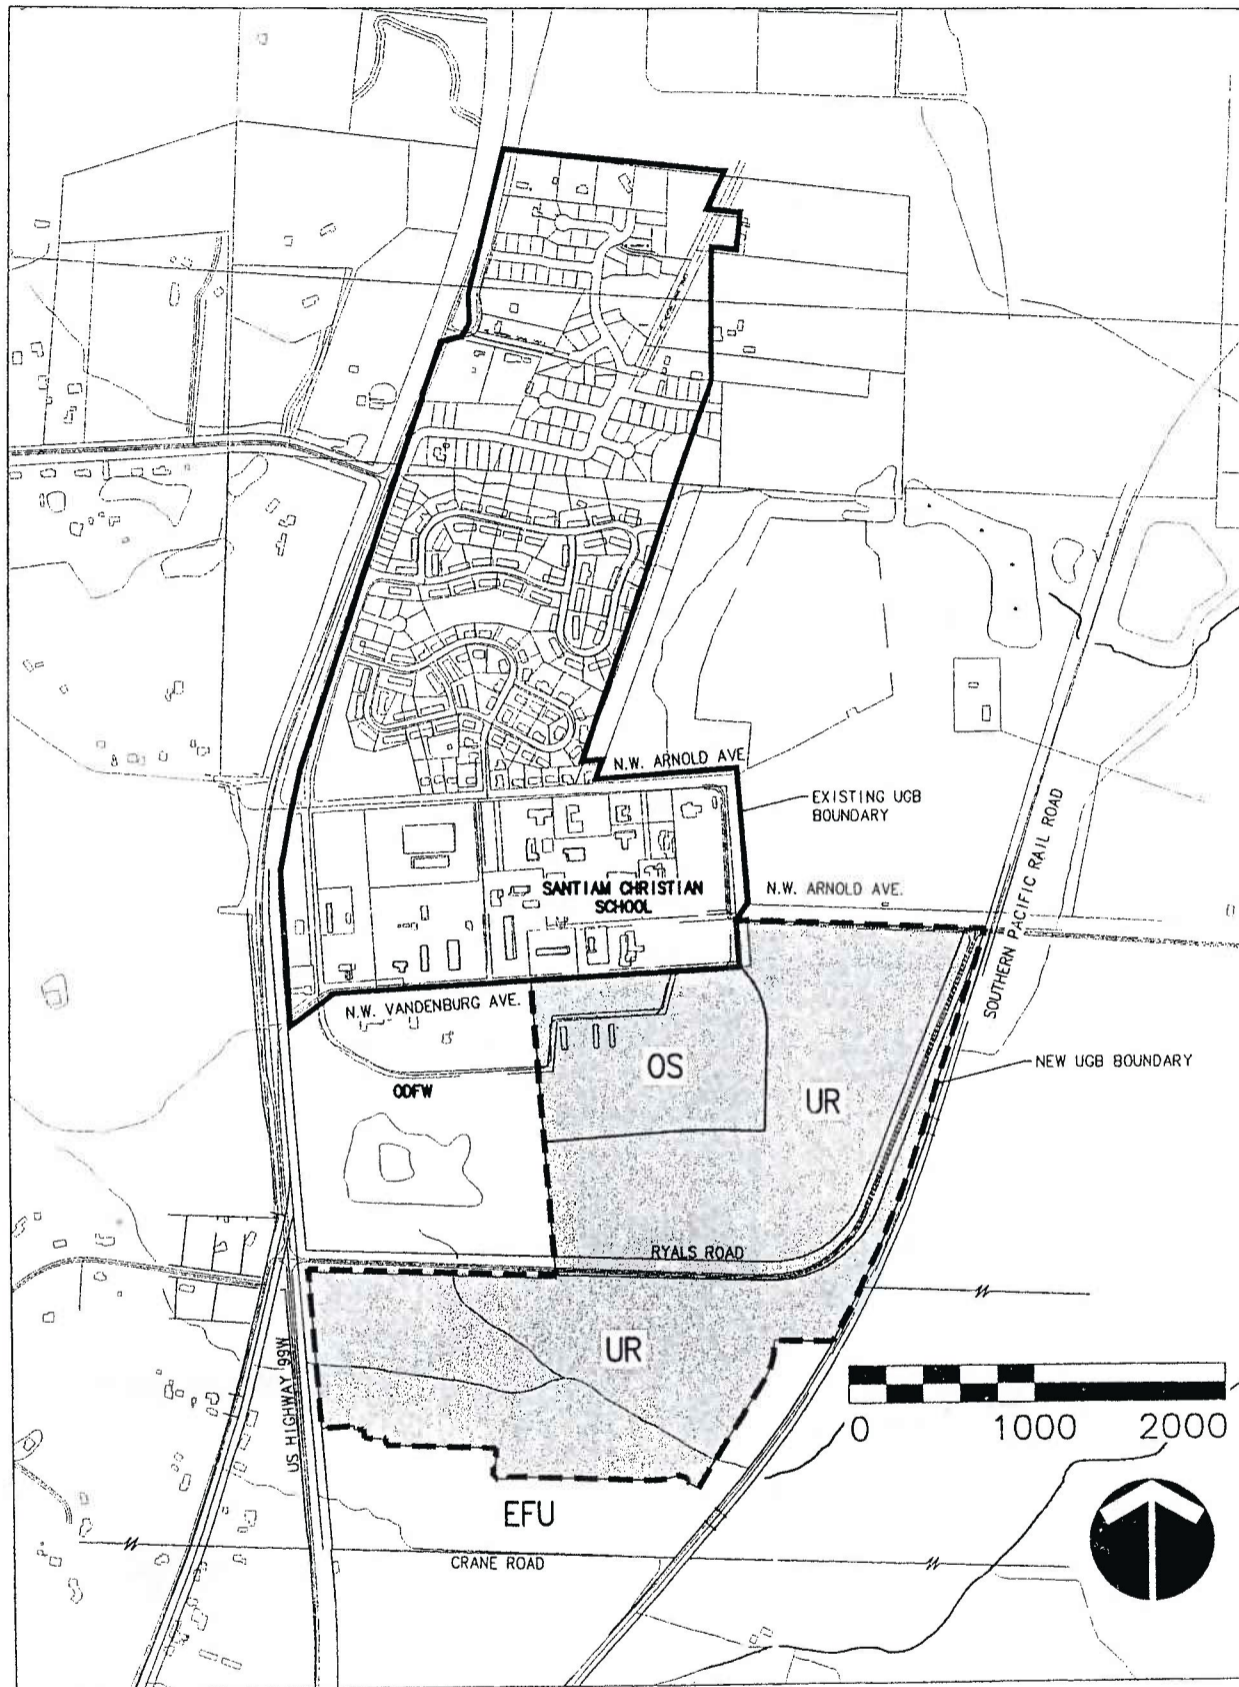 N.W. ARNOLD AVE
EXISTING UGB
BOUNDARY
SANTIAM CHRISTIAN
SCHOOL
N.W. ARNOLD AVE.
SOUTHERN PACIFIC RAIL ROAD
N.W. VANDENBURG AVE.
NEW UGB BOUNDARY
OS
ODFW
UR
RYALS ROAD
UR
US HIGHWAY 99W
0 1000 2000
EFU
CRANE ROAD